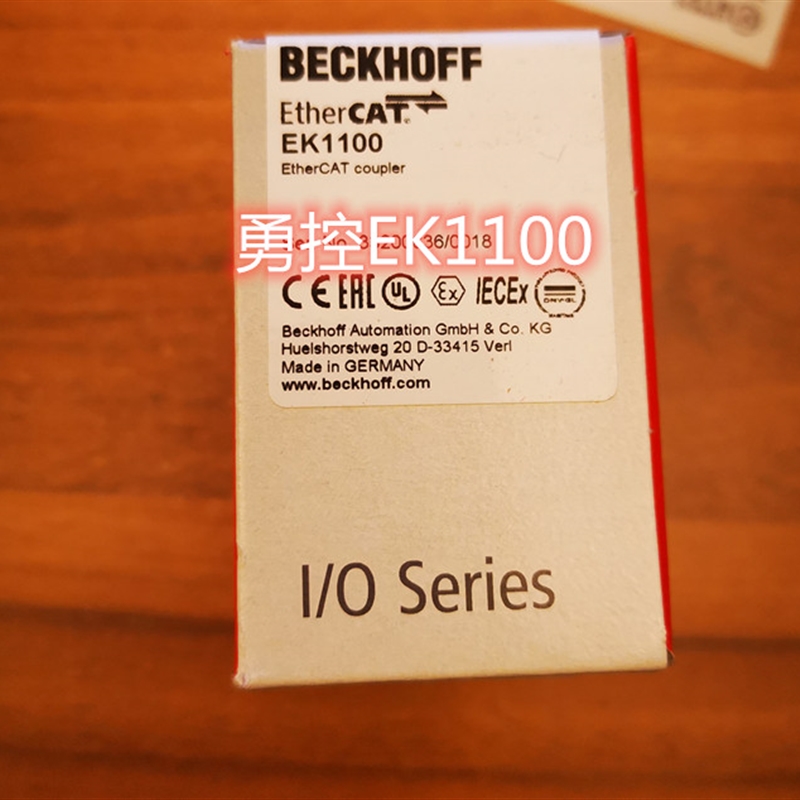 BECKHOFF
EtherCAT®
EK1100
EtherCAT coupler
勇控EK1100
CE EAC UL Ex IECEx
Beckhoff Automation GmbH & Co. KG
Huelshorstweg 20 D-33415 Verl
Made in GERMANY
www.beckhoff.com
I/O Series